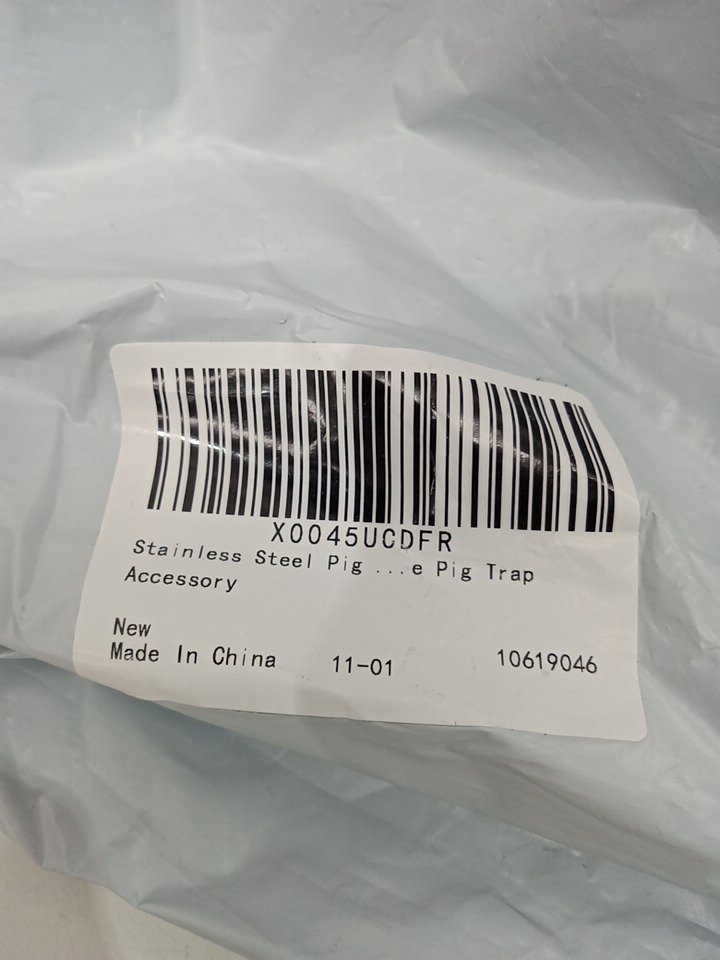 X0045UCDFR
Stainless Steel Pig ...e Pig Trap
Accessory
New
Made In China 11-01 10619046